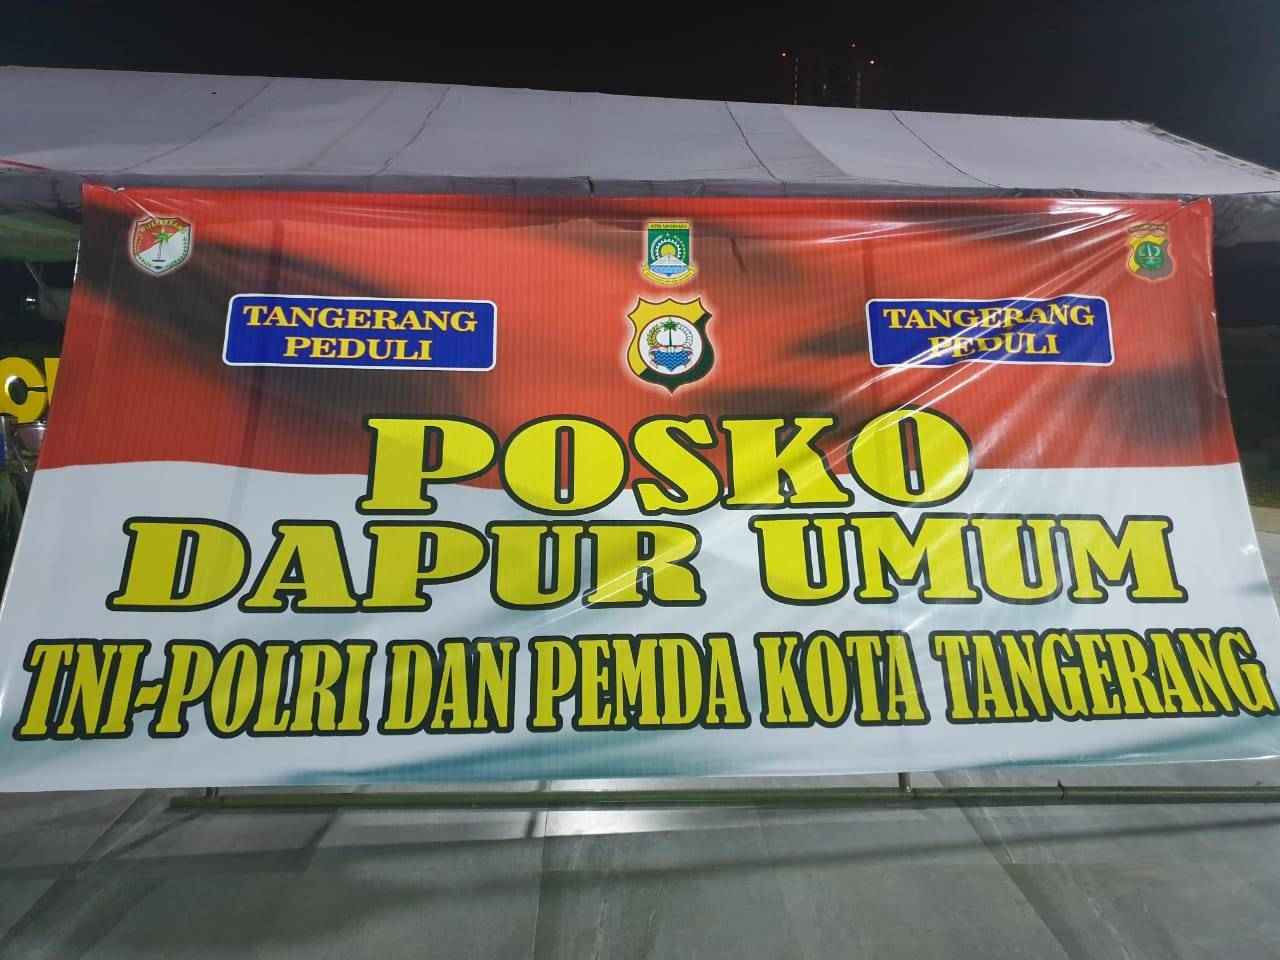 TANGERANG
PEDULI
TANGERANG
PEDULI
POSKO
DAPUR UMUM
TNI-POLRI DAN PEMDA KOTA TANGERANG